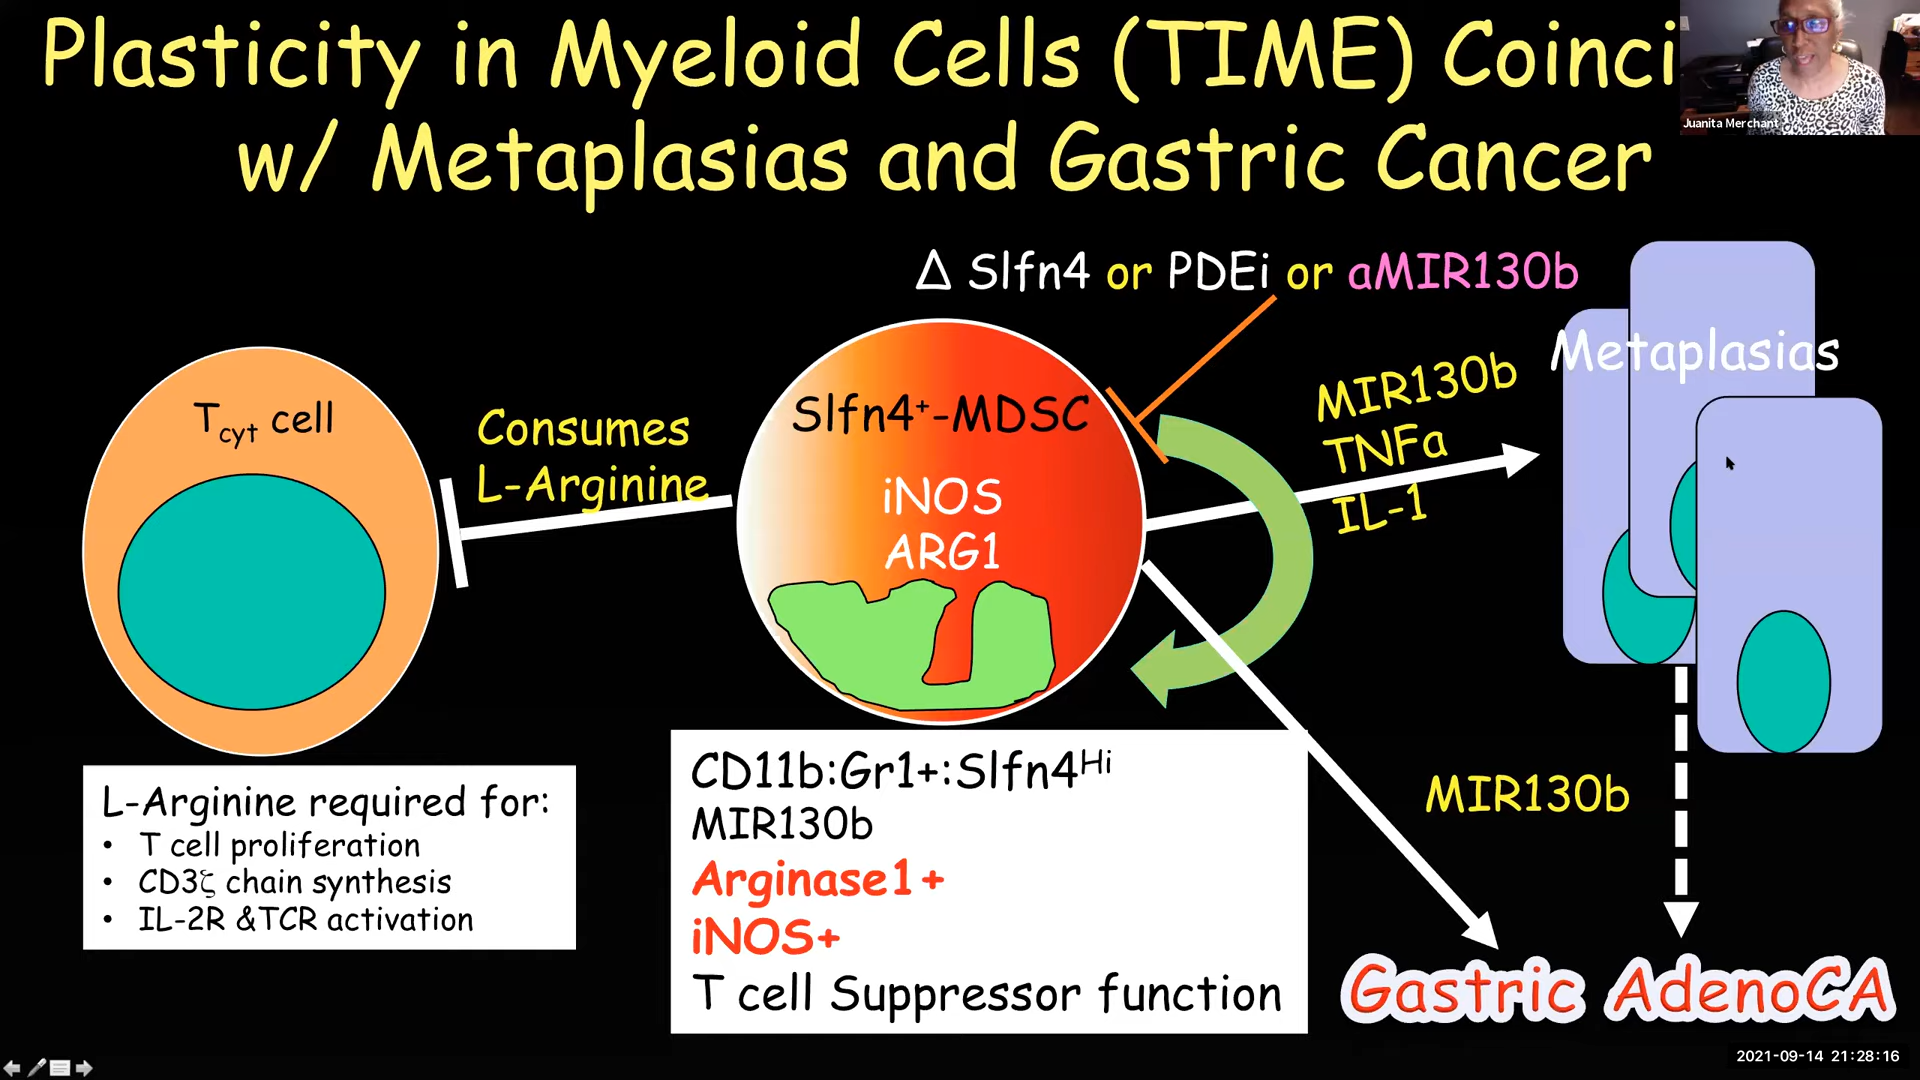 Plasticity in Myeloid Cells (TIME) Coinci
w/ Metaplasias and Gastric Cancer
Juanita Merchant
Δ Slfn4 or PDEi or aMIR130b
Metaplasias
MIR130b
TNFa
IL-1
Tcyt cell
Consumes
L-Arginine
Slfn4+-MDSC
iNOS
ARG1
L-Arginine required for:
• T cell proliferation
• CD3ζ chain synthesis
• IL-2R &TCR activation
CD11b:Gr1+:Slfn4Hi
MIR130b
Arginase1+
iNOS+
T cell Suppressor function
MIR130b
Gastric AdenoCA
2021-09-14 21:28:16